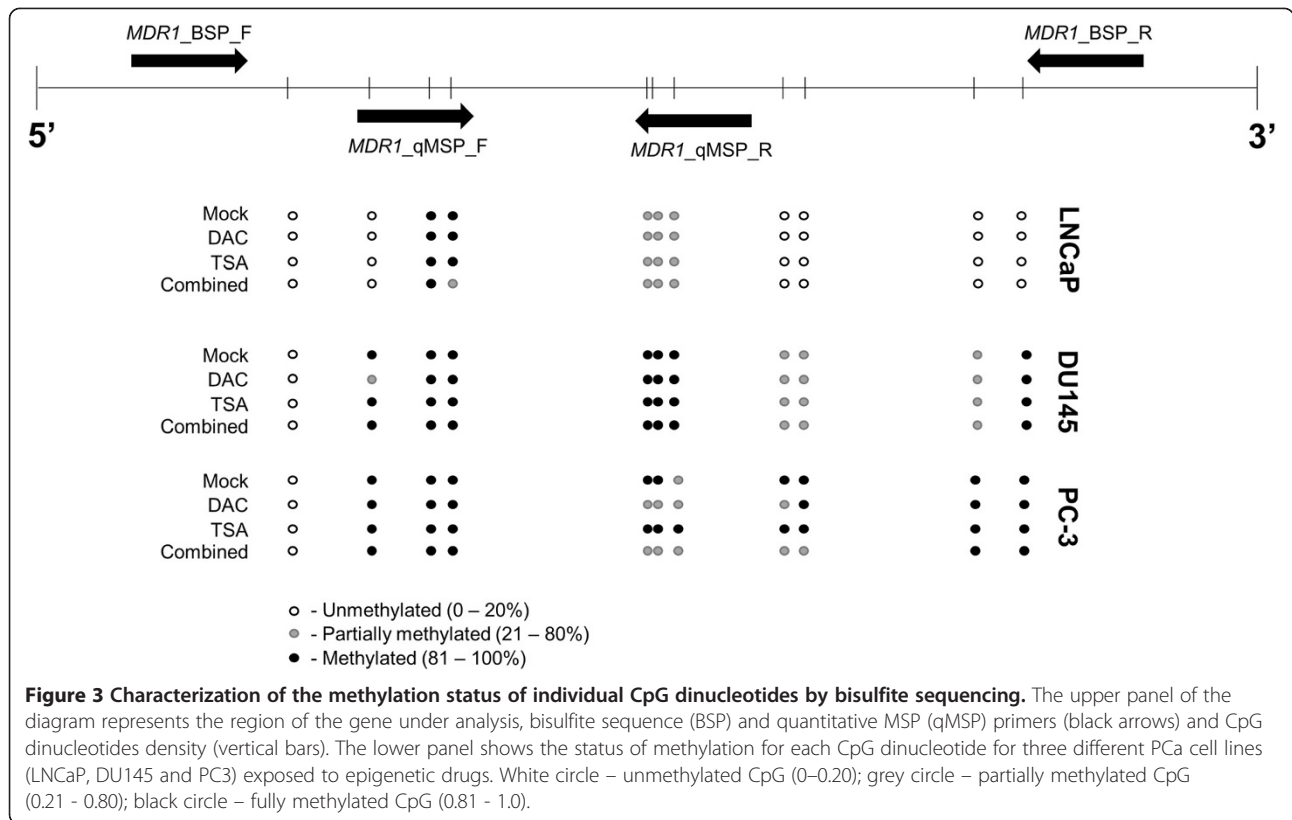 MDR1_BSP_F
MDR1_BSP_R
5’
3’
MDR1_qMSP_F
MDR1_qMSP_R
Mock
DAC
TSA
Combined
LNCaP
Mock
DAC
TSA
Combined
DU145
Mock
DAC
TSA
Combined
PC-3
- Unmethylated (0 – 20%)
- Partially methylated (21 – 80%)
- Methylated (81 – 100%)
Figure 3 Characterization of the methylation status of individual CpG dinucleotides by bisulfite sequencing. The upper panel of the
diagram represents the region of the gene under analysis, bisulfite sequence (BSP) and quantitative MSP (qMSP) primers (black arrows) and CpG
dinucleotides density (vertical bars). The lower panel shows the status of methylation for each CpG dinucleotide for three different PCa cell lines
(LNCaP, DU145 and PC3) exposed to epigenetic drugs. White circle – unmethylated CpG (0–0.20); grey circle – partially methylated CpG
(0.21 - 0.80); black circle – fully methylated CpG (0.81 - 1.0).